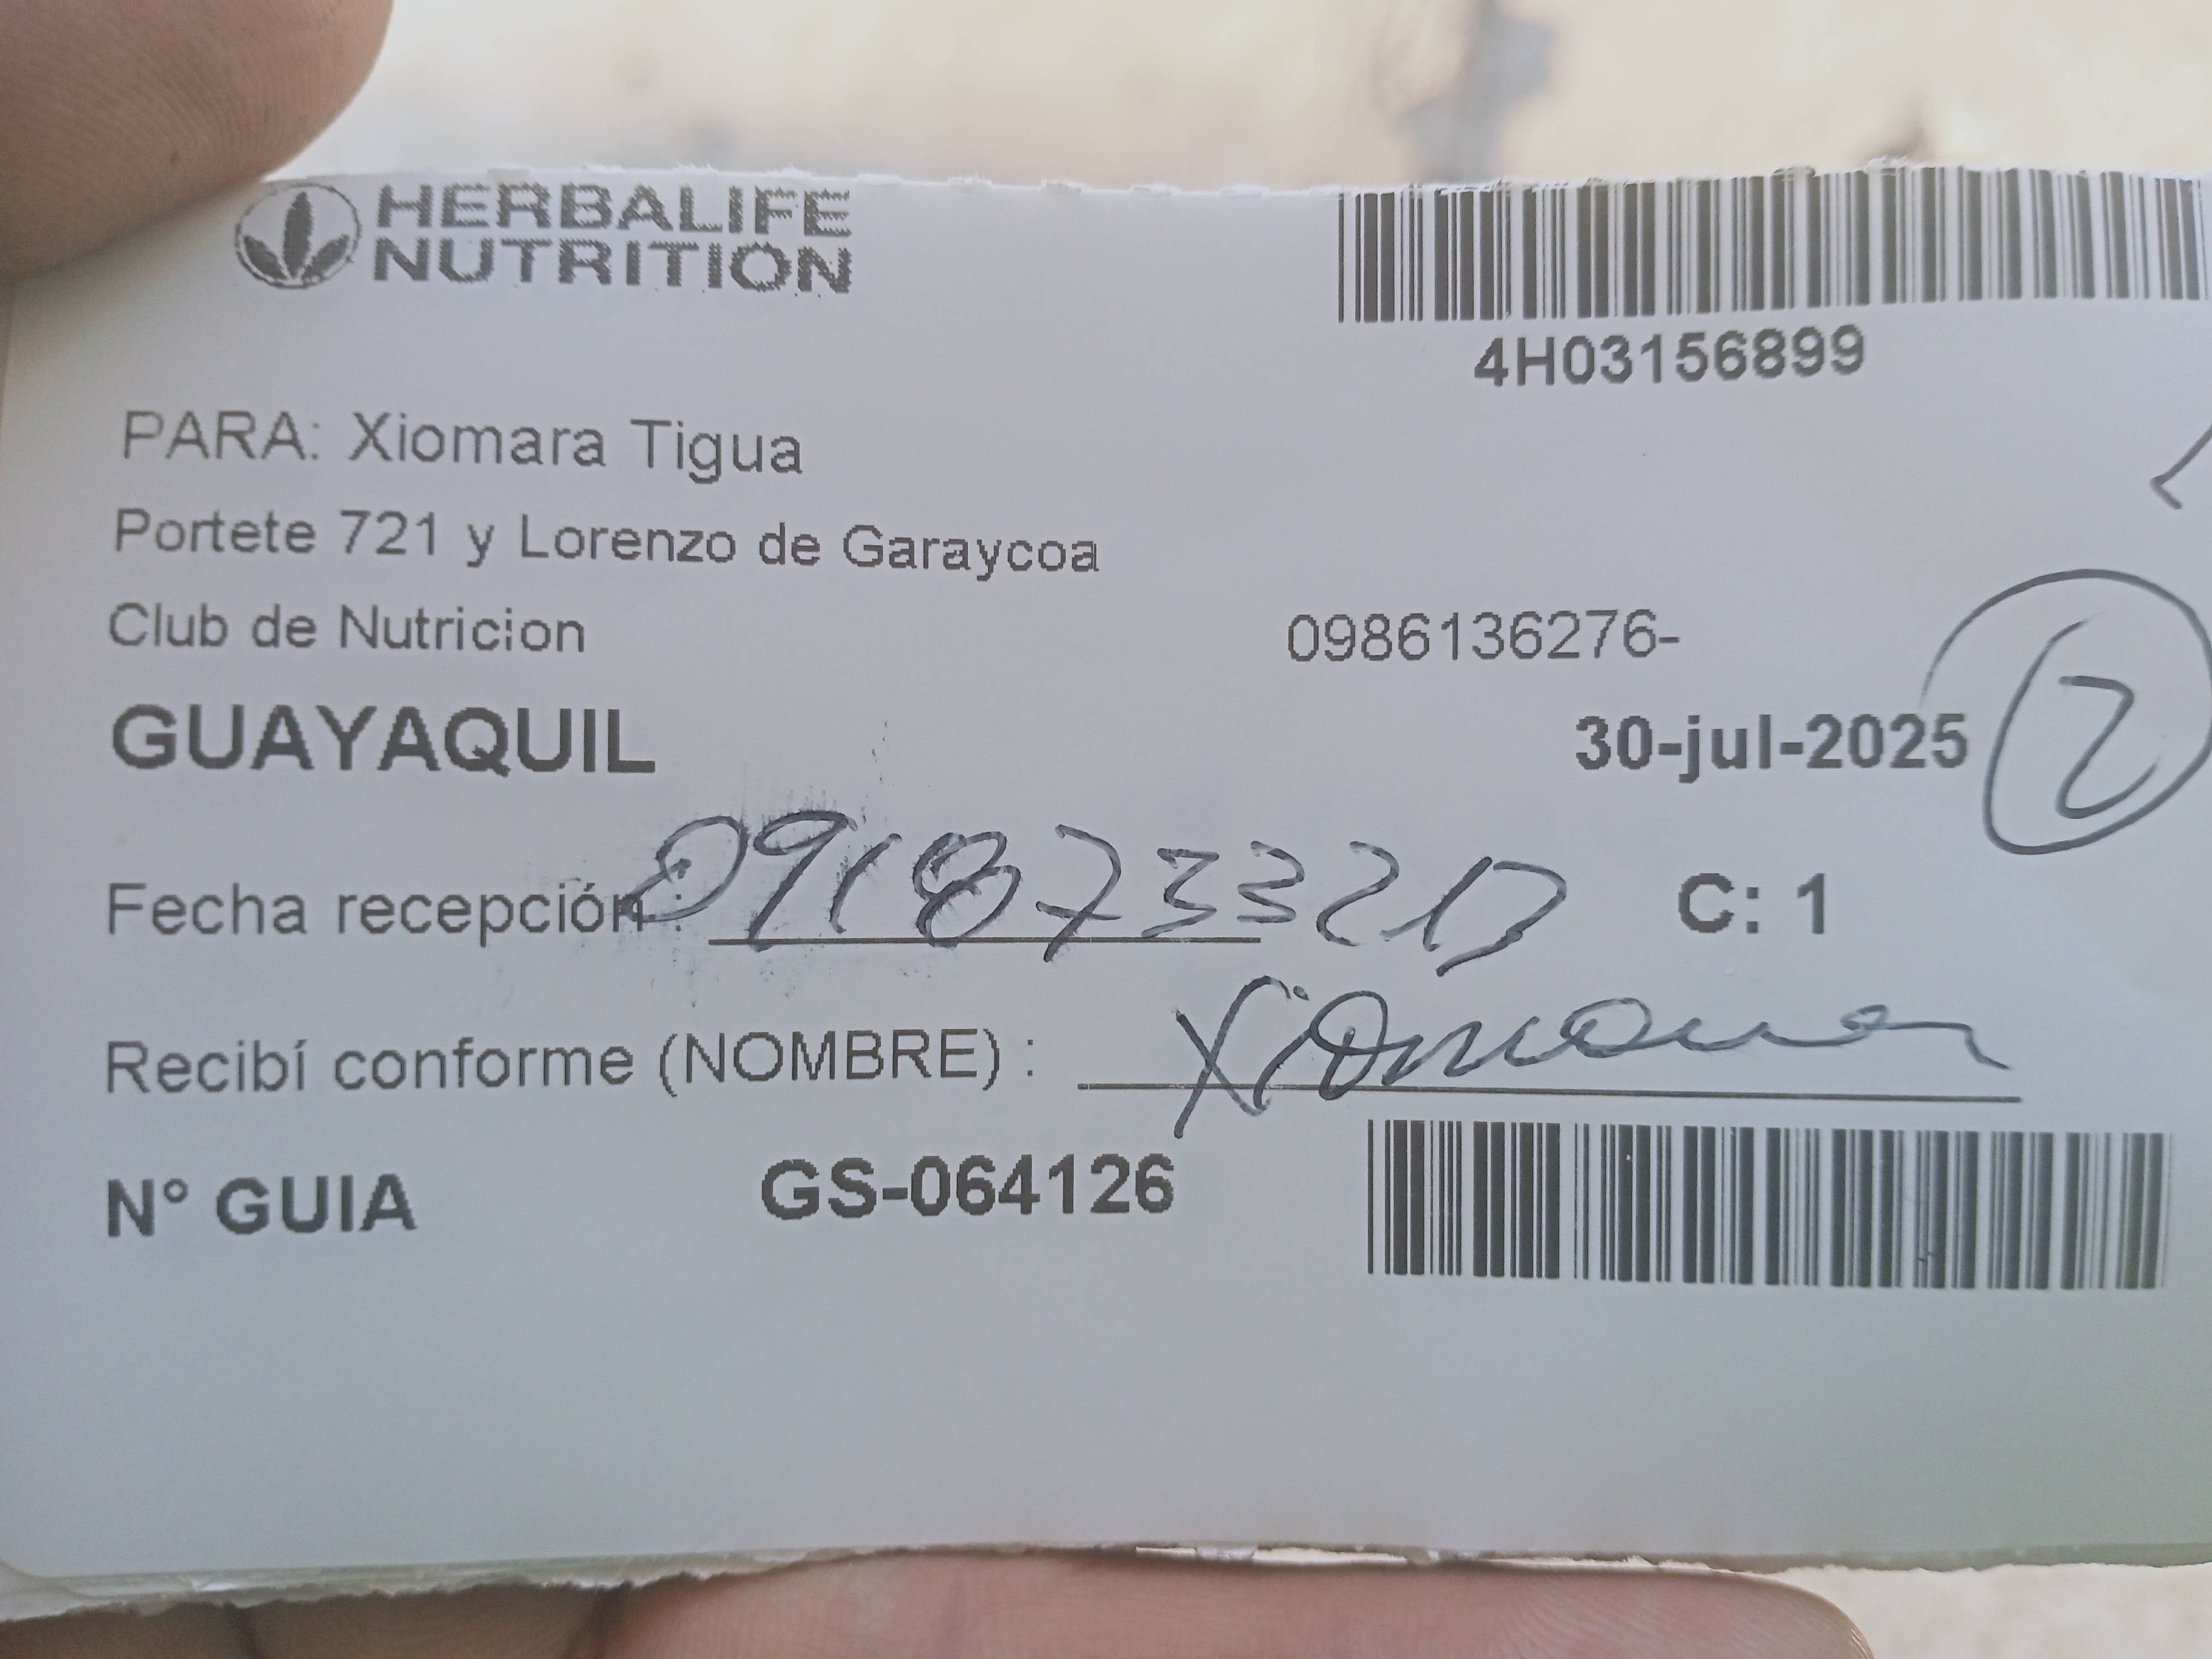 HERBALIFE
NUTRITION
4H03156899
PARA: Xiomara Tigua
Portete 721 y Lorenzo de Garaycoa
Club de Nutricion 0986136276-
GUAYAQUIL 30-jul-2025 2
Fecha recepción: C: 1
Recibí conforme (NOMBRE) : Xiomara
N° GUIA GS-064126